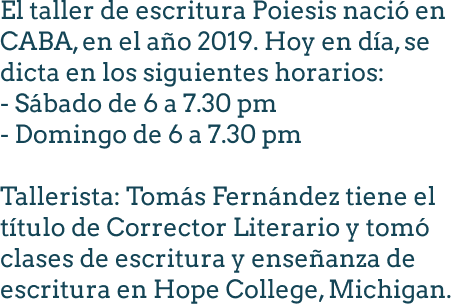 El taller de escritura Poiesis nació en
CABA, en el año 2019. Hoy en día, se
dicta en los siguientes horarios:
- Sábado de 6 a 7.30 pm
- Domingo de 6 a 7.30 pm
Tallerista: Tomás Fernández tiene el
título de Corrector Literario y tomó
clases de escritura y enseñanza de
escritura en Hope College, Michigan.